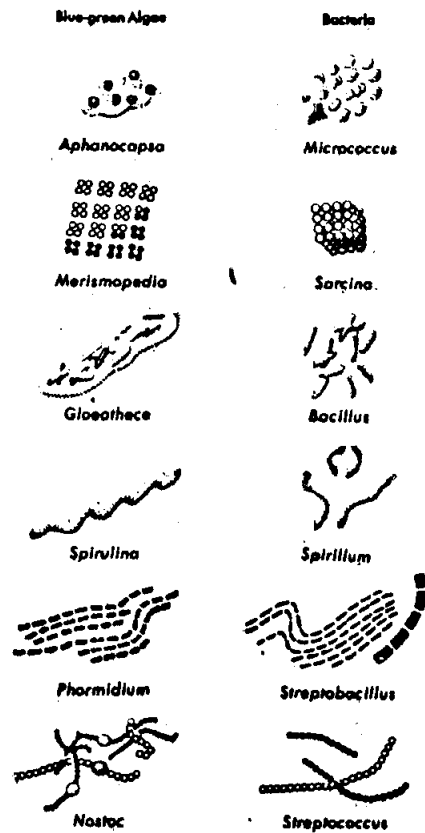 Blue-green Algae
Bacteria
Aphanocapsa
Micrococcus
Merismopedia
Sarcina
Gloeothece
Bacillus
Spirulina
Spirillum
Phormidium
Streptobacillus
Nostoc
Streptococcus